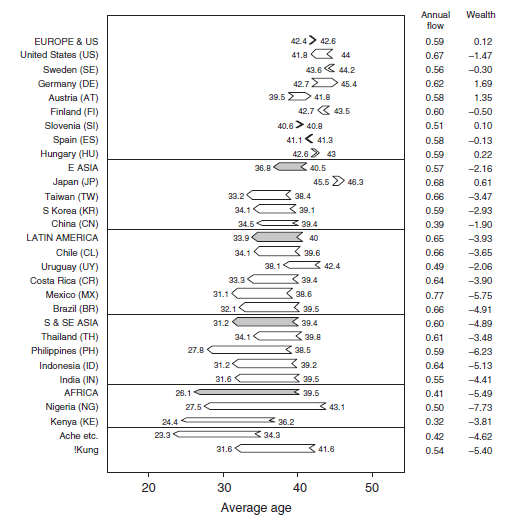 Annual flow Wealth
EUROPE & US 42.4 42.6 0.59 0.12
United States (US) 41.8 44 0.67 −1.47
Sweden (SE) 43.6 44.2 0.56 −0.30
Germany (DE) 42.7 45.4 0.62 1.69
Austria (AT) 39.5 41.8 0.58 1.35
Finland (FI) 42.7 43.5 0.60 −0.50
Slovenia (SI) 40.6 40.8 0.51 0.10
Spain (ES) 41.1 41.3 0.58 −0.13
Hungary (HU) 42.6 43 0.59 0.22
E ASIA 36.8 40.5 0.57 −2.16
Japan (JP) 45.5 46.3 0.68 0.61
Taiwan (TW) 33.2 38.4 0.66 −3.47
S Korea (KR) 34.1 39.1 0.59 −2.93
China (CN) 34.5 39.4 0.39 −1.90
LATIN AMERICA 33.9 40 0.65 −3.93
Chile (CL) 34.1 39.6 0.66 −3.65
Uruguay (UY) 38.1 42.4 0.49 −2.06
Costa Rica (CR) 33.3 39.4 0.64 −3.90
Mexico (MX) 31.1 38.6 0.77 −5.75
Brazil (BR) 32.1 39.5 0.66 −4.91
S & SE ASIA 31.2 39.4 0.60 −4.89
Thailand (TH) 34.1 39.8 0.61 −3.48
Philippines (PH) 27.8 38.5 0.59 −6.23
Indonesia (ID) 31.2 39.2 0.64 −5.13
India (IN) 31.6 39.5 0.55 −4.41
AFRICA 26.1 39.5 0.41 −5.49
Nigeria (NG) 27.5 43.1 0.50 −7.73
Kenya (KE) 24.4 36.2 0.32 −3.81
Ache etc. 23.3 34.3 0.42 −4.62
!Kung 31.6 41.6 0.54 −5.40
20 30 40 50
Average age